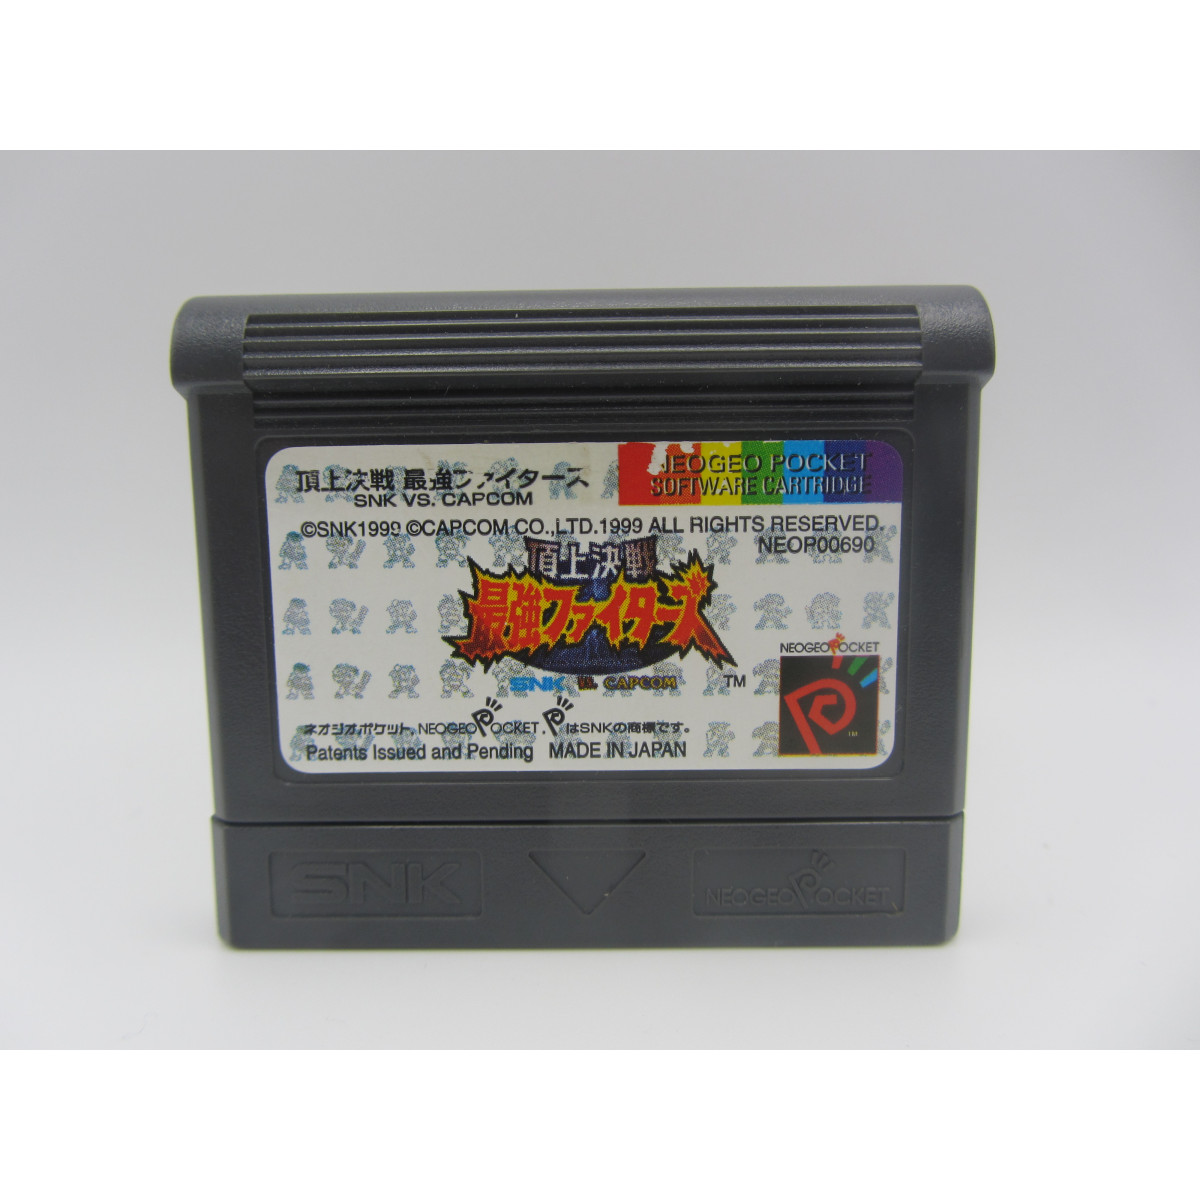 頂上決戦 最強ファイターズ
SNK VS. CAPCOM
NEOGEO POCKET
SOFTWARE CARTRIDGE
©SNK1999 ©CAPCOM CO.,LTD.1999 ALL RIGHTS RESERVED.
NEOP00690
頂上決戦
最強ファイターズ
SNK VS. CAPCOM
TM
NEOGEO POCKET
TM
ネオジオポケット, NEOGEO POCKET, PはSNKの商標です。
Patents Issued and Pending MADE IN JAPAN
SNK
NEOGEO POCKET